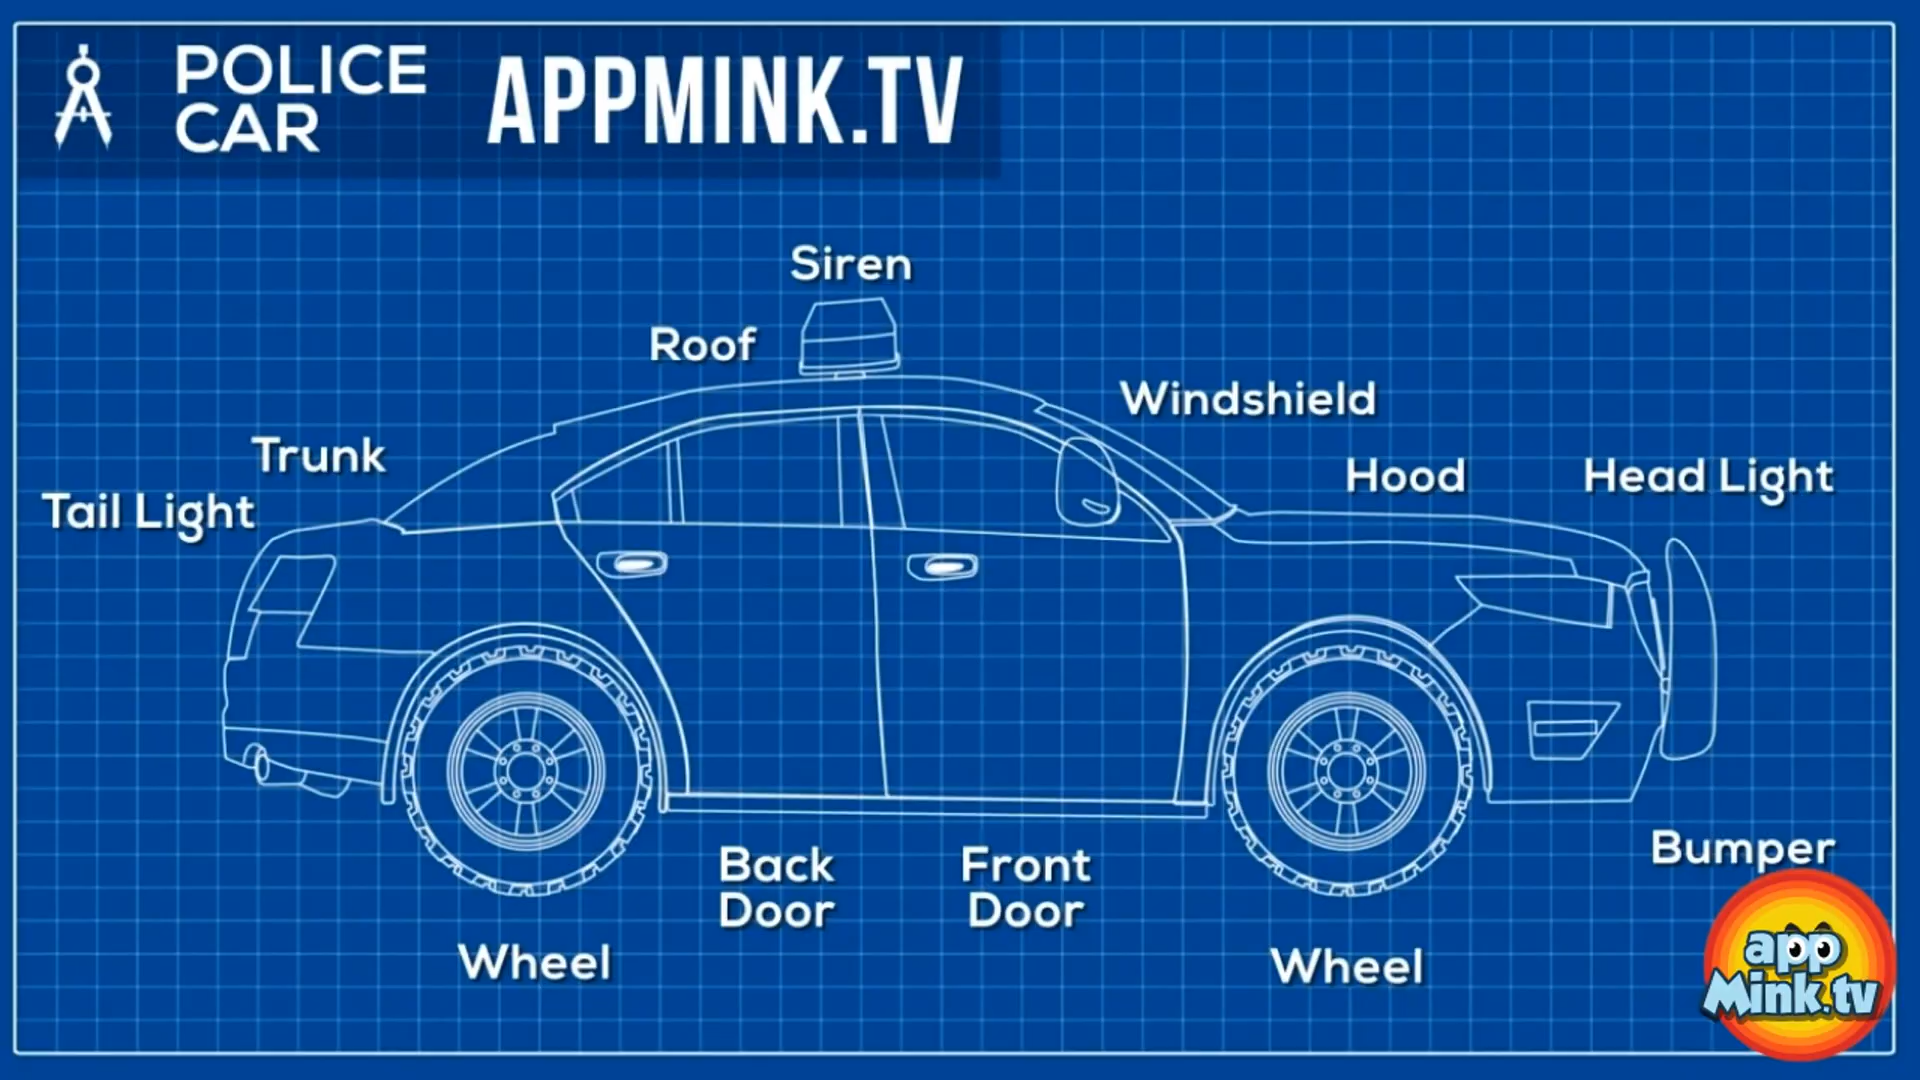 POLICE
CAR
APPMINK.TV
Siren
Roof
Windshield
Trunk
Hood
Head Light
Tail Light
Bumper
Back
Door
Front
Door
Wheel
Wheel
app
Mink.tv